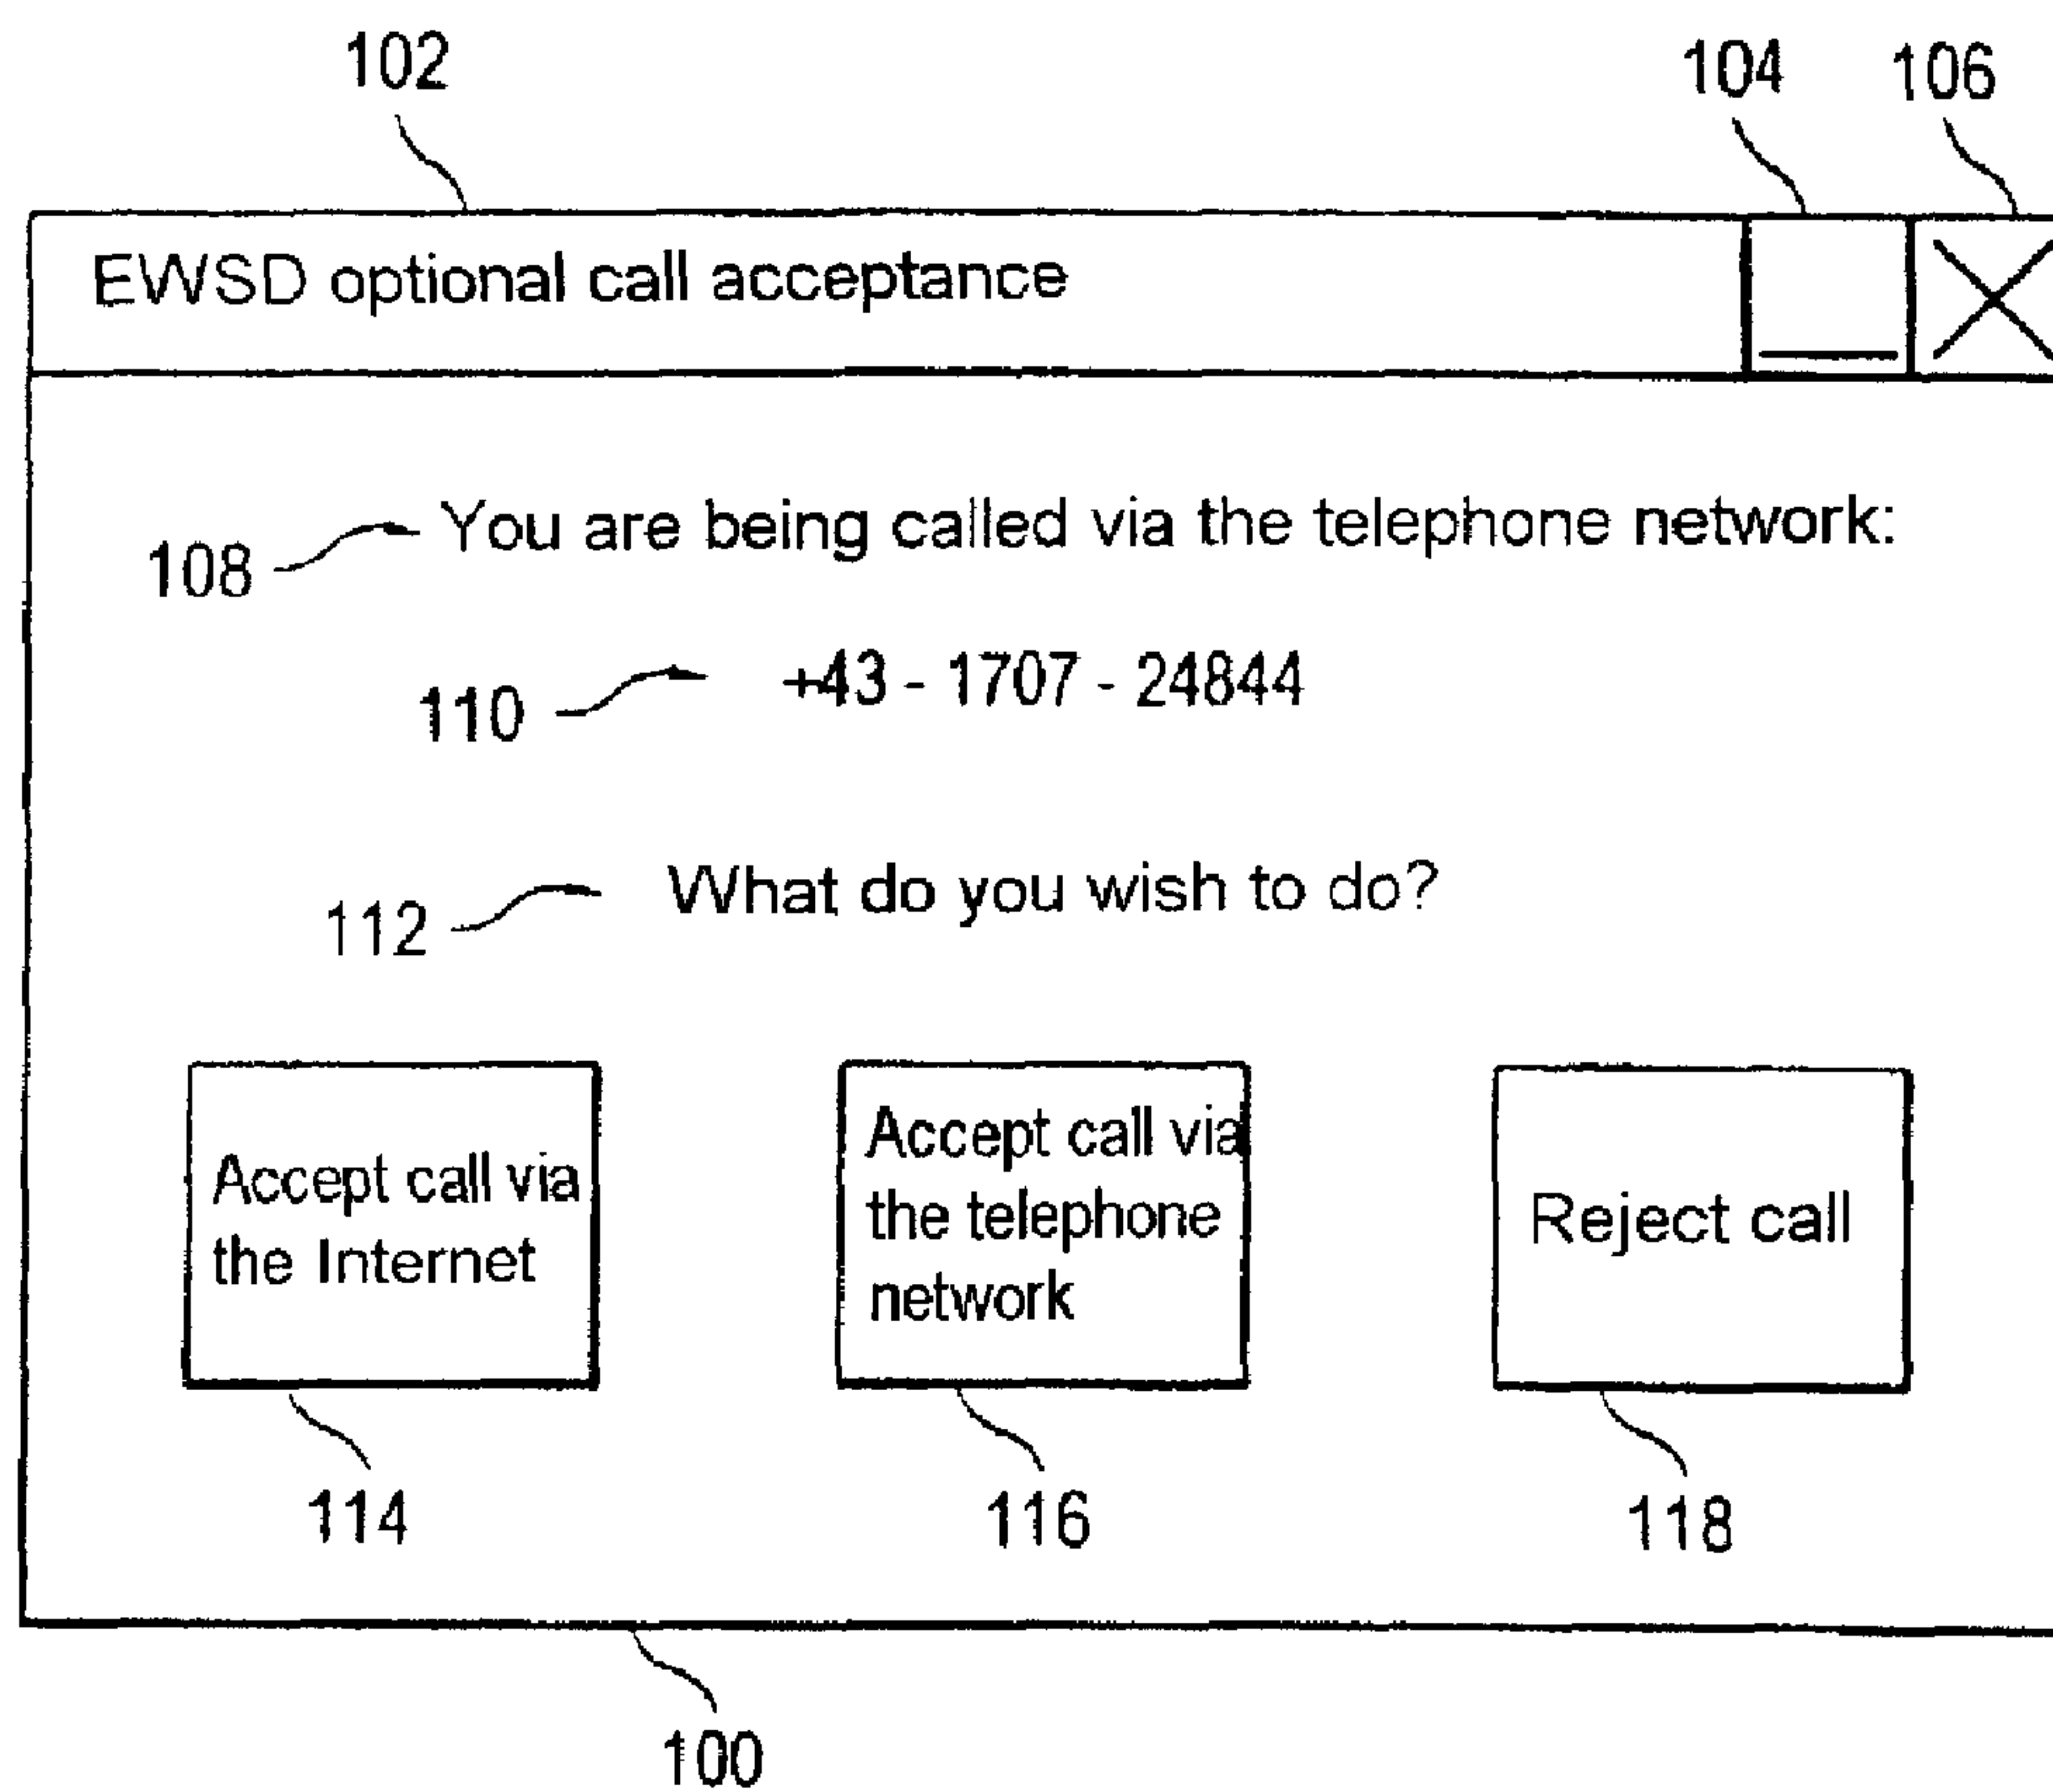 102
104 106
EWSD optional call acceptance
108 You are being called via the telephone network:
110 +43 - 1707 - 24844
112 What do you wish to do?
Accept call via
the Internet
Accept call via
the telephone
network
Reject call
114 116 118
100